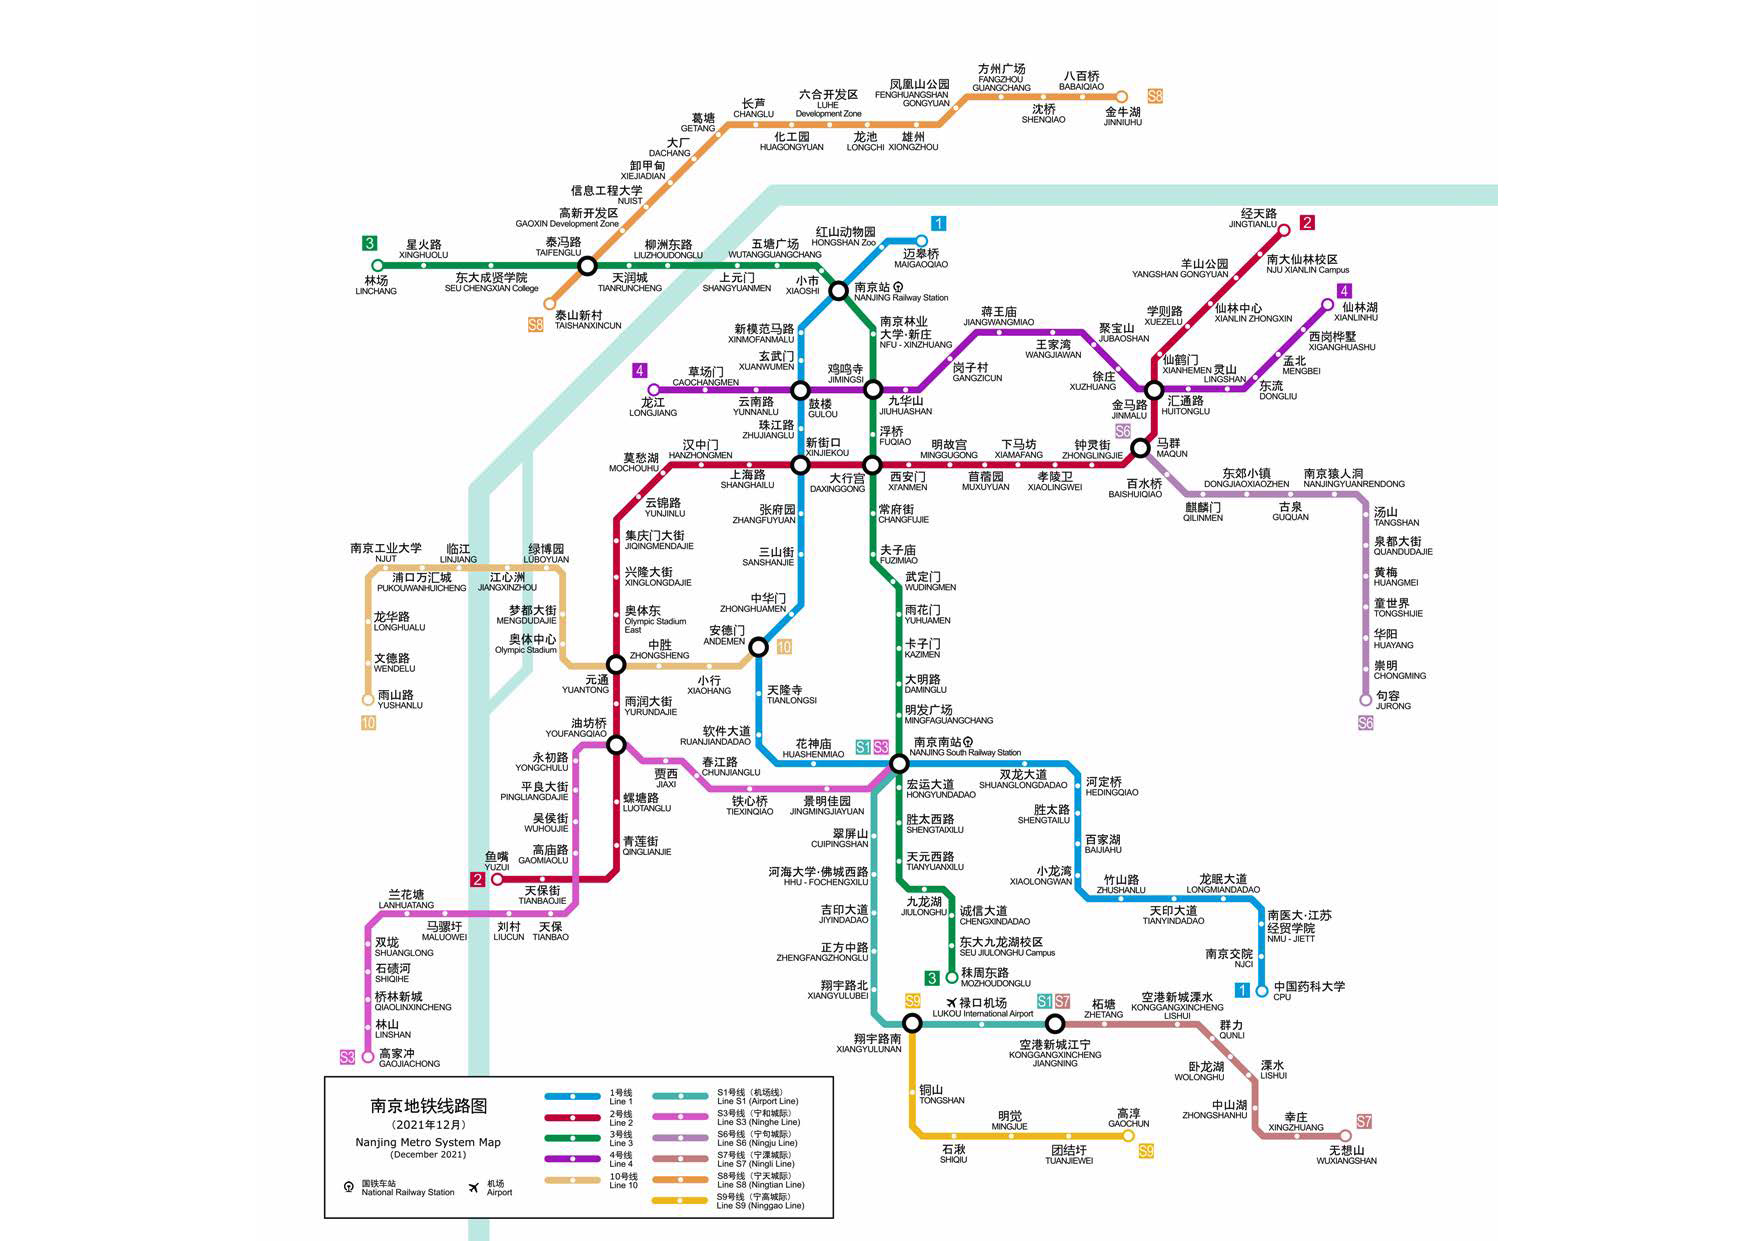 方州广场
FANGZHOU
GUANGCHANG
八百桥
BABAIQIAO
凤凰山公园
FENGHUANGSHAN
GONGYUAN
S8
六合开发区
LUHE
Development Zone
长芦
CHANGLU
沈桥
SHENQIAO
金牛湖
JINNIUHU
葛塘
GETANG
化工园
HUAGONGYUAN
龙池
LONGCHI
雄州
XIONGZHOU
大厂
DACHANG
卸甲甸
XIEJIADIAN
信息工程大学
NUIST
高新开发区
GAOXIN Development Zone
3
星火路
XINGHUOLU
泰冯路
TAIFENGLU
柳洲东路
LIUZHOUDONGLU
五塘广场
WUTANGGUANGCHANG
红山动物园
HONGSHAN Zoo
1
迈皋桥
MAIGAOQIAO
林场
LINCHANG
东大成贤学院
SEU CHENGXIAN College
天润城
TIANRUNCHENG
上元门
SHANGYUANMEN
小市
XIAOSHI
南京站
NANJING Railway Station
S8
泰山新村
TAISHANXINCUN
经天路
JINGTIANLU
2
羊山公园
YANGSHAN GONGYUAN
南大仙林校区
NJU XIANLIN Campus
学则路
XUEZELU
仙林中心
XIANLIN ZHONGXIN
4
仙林湖
XIANLINHU
西岗桦墅
XIGANGHUASHU
孟北
MENGBEI
东流
DONGLIU
灵山
LINGSHAN
仙鹤门
XIANHEMEN
汇通路
HUITONGLU
金马路
JINMALU
新模范马路
XINMOFANMALU
南京林业
大学·新庄
NFU - XINZHUANG
蒋王庙
JIANGWANGMIAO
王家湾
WANGJIAWAN
聚宝山
JUBAOSHAN
徐庄
XUZHUANG
岗子村
GANGZICUN
玄武门
XUANWUMEN
鸡鸣寺
JIMINGSI
九华山
JIUHUASHAN
4
龙江
LONGJIANG
草场门
CAOCHANGMEN
云南路
YUNNANLU
鼓楼
GULOU
珠江路
ZHUJIANGLU
浮桥
FUQIAO
莫愁湖
MOCHOUHU
汉中门
HANZHONGMEN
上海路
SHANGHAILU
新街口
XINJIEKOU
大行宫
DAXINGGONG
西安门
XI'ANMEN
明故宫
MINGGUGONG
苜蓿园
MUXUYUAN
下马坊
XIAMAFANG
孝陵卫
XIAOLINGWEI
钟灵街
ZHONGLINGJIE
S6
马群
MAQUN
百水桥
BAISHUIQIAO
麒麟门
QILINMEN
东郊小镇
DONGJIAOXIAOZHEN
古泉
GUQUAN
南京猿人洞
NANJINGYUANRENDONG
汤山
TANGSHAN
泉都大街
QUANDUDAJIE
黄梅
HUANGMEI
童世界
TONGSHIJIE
华阳
HUAYANG
崇明
CHONGMING
句容
JURONG
S6
云锦路
YUNJINLU
集庆门大街
JIQINGMENDAJIE
兴隆大街
XINGLONGDAJIE
奥体东
Olympic Stadium
East
张府园
ZHANGFUYUAN
三山街
SANSHANJIE
中华门
ZHONGHUAMEN
安德门
ANDEMEN
10
常府街
CHANGFUJIE
夫子庙
FUZIMIAO
武定门
WUDINGMEN
雨花门
YUHUAMEN
卡子门
KAZIMEN
大明路
DAMINGLU
明发广场
MINGFAGUANGCHANG
南京工业大学
NJUT
浦口万汇城
PUKOUWANHUICHENG
临江
LINJIANG
江心洲
JIANGXINZHOU
绿博园
LÜBOYUAN
梦都大街
MENGDUDAJIE
奥体中心
Olympic Stadium
龙华路
LONGHUALU
文德路
WENDELU
雨山路
YUSHANLU
10
元通
YUANTONG
中胜
ZHONGSHENG
小行
XIAOHANG
天隆寺
TIANLONGSI
软件大道
RUANJIANDADAO
花神庙
HUASHENMIAO
S1 S3
南京南站
NANJING South Railway Station
双龙大道
SHUANGLONGDADAO
河定桥
HEDINGQIAO
胜太路
SHENGTAILU
百家湖
BAIJIAHU
小龙湾
XIAOLONGWAN
竹山路
ZHUSHANLU
天印大道
TIANYINDADAO
龙眠大道
LONGMIANDADAO
南医大·江苏
经贸学院
NMU - JIETT
南京交院
NJCI
1
中国药科大学
CPU
雨润大街
YURUNDAJIE
油坊桥
YOUFANGQIAO
永初路
YONGCHULU
平良大街
PINGLIANGDAJIE
吴侯街
WUHOUJIE
高庙路
GAOMIAOLU
贾西
JIAXI
春江路
CHUNJIANGLU
铁心桥
TIEXINQIAO
景明佳园
JINGMINGJIAYUAN
螺塘路
LUOTANGLU
青莲街
QINGLIANJIE
鱼嘴
YUZUI
2
天保街
TIANBAOJIE
兰花塘
LANHUATANG
马骡圩
MALUOWEI
刘村
LIUCUN
天保
TIANBAO
双垅
SHUANGLONG
石碛河
SHIQIHE
桥林新城
QIAOLINXINCHENG
林山
LINSHAN
S3
高家冲
GAOJIACHONG
宏运大道
HONGYUNDADAO
胜太西路
SHENGTAIXILU
天元西路
TIANYUANXILU
九龙湖
JIULONGHU
诚信大道
CHENGXINDADAO
东大九龙湖校区
SEU JIULONGHU Campus
3
秣周东路
MOZHOUDONGLU
翠屏山
CUIPINGSHAN
河海大学·佛城西路
HHU - FOCHENGXILU
吉印大道
JIYINDADAO
正方中路
ZHENGFANGZHONGLU
翔宇路北
XIANGYULUBEI
翔宇路南
XIANGYULUNAN
S9
禄口机场
LUKOU International Airport
S1 S7
空港新城江宁
KONGGANGXINCHENG
JIANGNING
柘塘
ZHETANG
空港新城溧水
KONGGANGXINCHENG
LISHUI
群力
QUNLI
卧龙湖
WOLONGHU
溧水
LISHUI
中山湖
ZHONGSHANHU
幸庄
XINGZHUANG
S7
无想山
WUXIANGSHAN
铜山
TONGSHAN
石湫
SHIQIU
明觉
MINGJUE
团结圩
TUANJIEWEI
高淳
GAOCHUN
S9
南京地铁线路图
（2021年12月）
Nanjing Metro System Map
(December 2021)
国铁车站
National Railway Station
机场
Airport
1号线
Line 1
2号线
Line 2
3号线
Line 3
4号线
Line 4
10号线
Line 10
S1号线（机场线）
Line S1 (Airport Line)
S3号线（宁和城际）
Line S3 (Ninghe Line)
S6号线（宁句城际）
Line S6 (Ningju Line)
S7号线（宁溧城际）
Line S7 (Ningli Line)
S8号线（宁天城际）
Line S8 (Ningtian Line)
S9号线（宁高城际）
Line S9 (Ninggao Line)